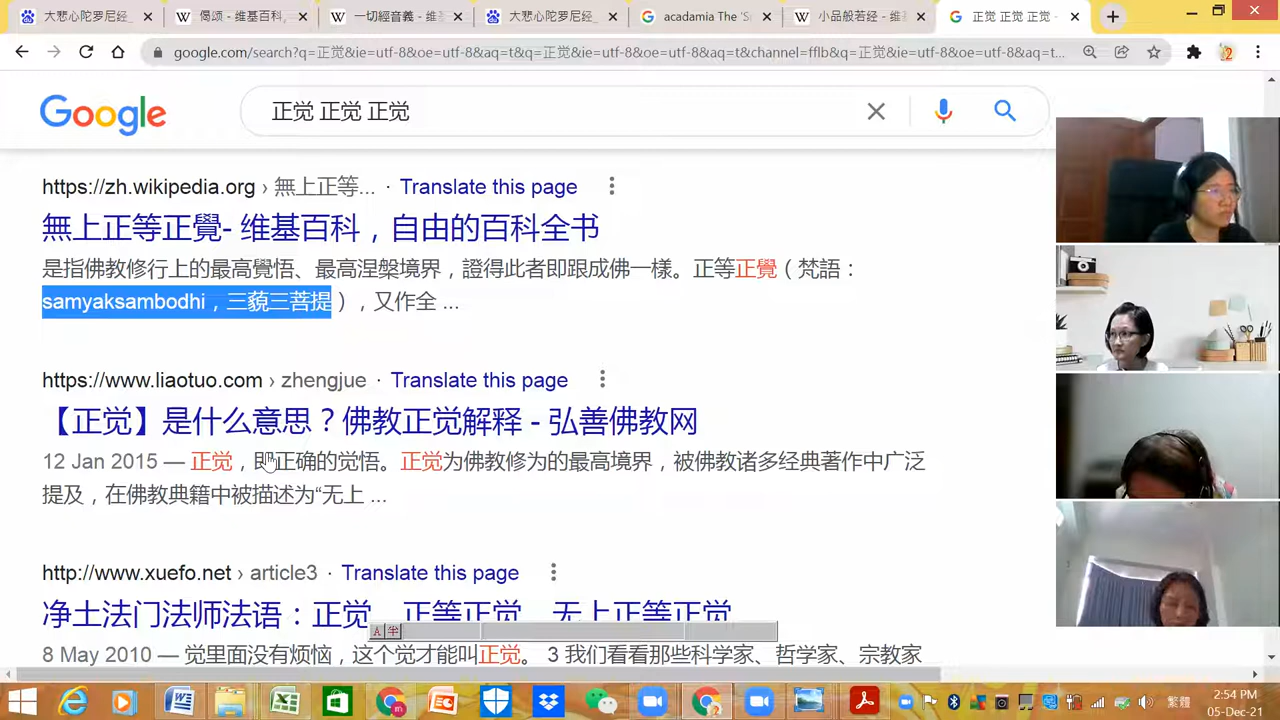 大悲心陀罗尼经_
偈颂 - 维基百科,
一切經音義 - 维基
大悲心陀罗尼经_
acadamia The Sa
小品般若经 - 维基
正觉 正觉 正觉 -
google.com/search?q=正觉&ie=utf-8&oe=utf-8&aq=t&q=正觉&ie=utf-8&oe=utf-8&aq=t&channel=fflb&q=正觉&ie=utf-8&oe=utf-8&aq=t...
Google
正觉 正觉 正觉
https://zh.wikipedia.org › 無上正等... · Translate this page
無上正等正覺- 维基百科，自由的百科全书
是指佛教修行上的最高覺悟、最高涅槃境界，證得此者即跟成佛一樣。正等正覺（梵語：
samyaksambodhi，三藐三菩提），又作全 ...
https://www.liaotuo.com › zhengjue · Translate this page
【正觉】是什么意思？佛教正觉解释 - 弘善佛教网
12 Jan 2015 — 正觉，即正确的觉悟。正觉为佛教修为的最高境界，被佛教诸多经典著作中广泛
提及，在佛教典籍中被描述为“无上 ...
http://www.xuefo.net › article3 · Translate this page
净土法门法师法语：正觉、正等正觉、无上正等正觉
A 半
8 May 2010 — 觉里面没有烦恼，这个觉才能叫正觉。 3 我们看看那些科学家、哲学家、宗教家
繁體
2:54 PM
05-Dec-21